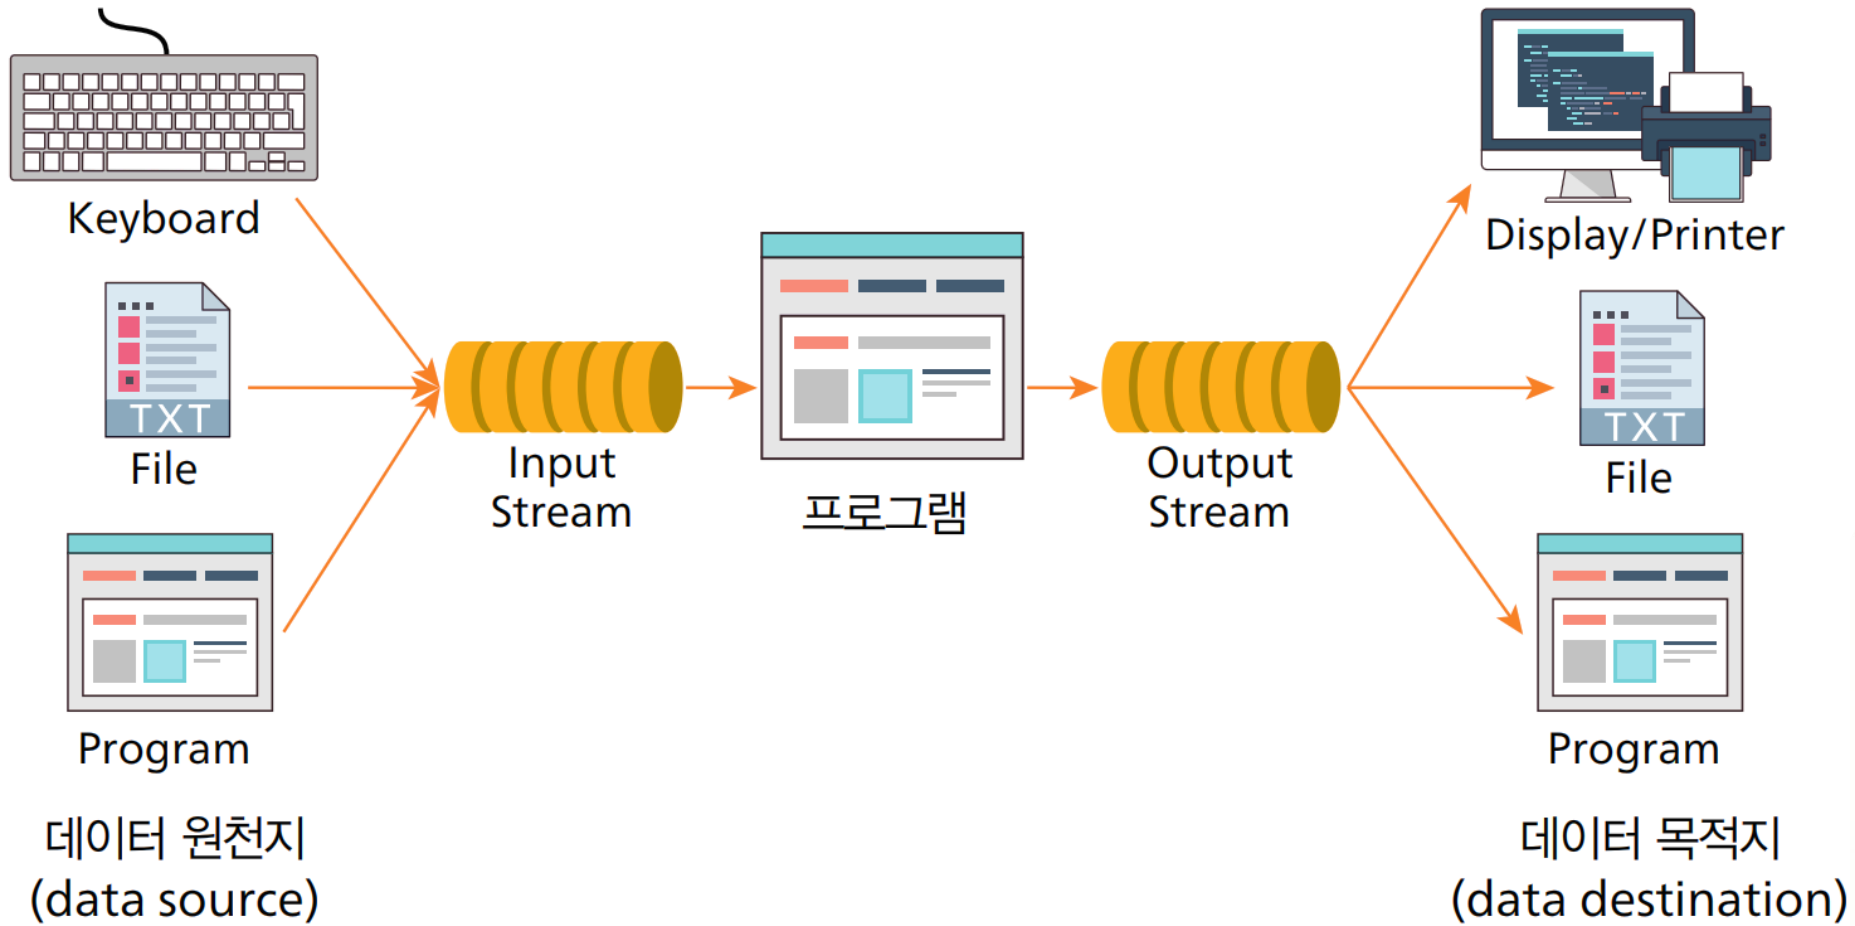 Keyboard
TXT
File
Program
데이터 원천지
(data source)
Input
Stream
프로그램
Output
Stream
Display/Printer
TXT
File
Program
데이터 목적지
(data destination)